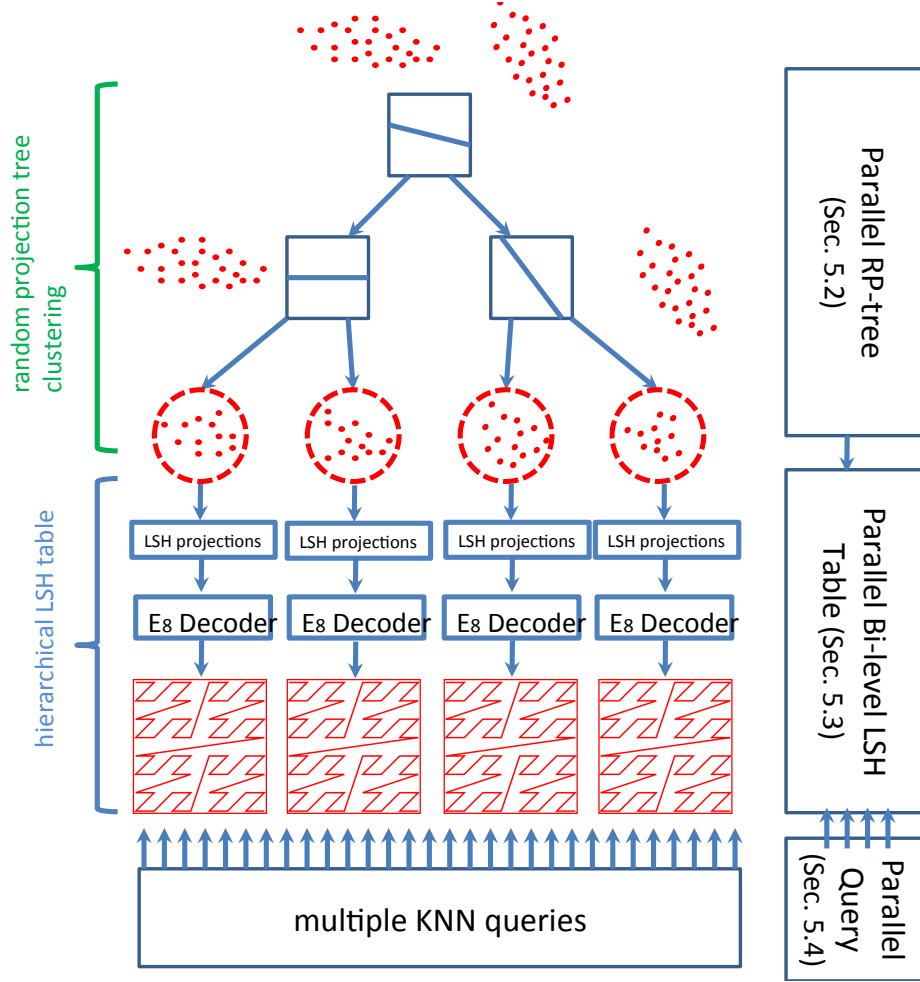 random projection tree
clustering
Parallel RP-tree
(Sec. 5.2)
hierarchical LSH table
LSH projections
LSH projections
LSH projections
LSH projections
E8 Decoder
E8 Decoder
E8 Decoder
E8 Decoder
Parallel Bi-level LSH
Table (Sec. 5.3)
multiple KNN queries
Parallel
Query
(Sec. 5.4)